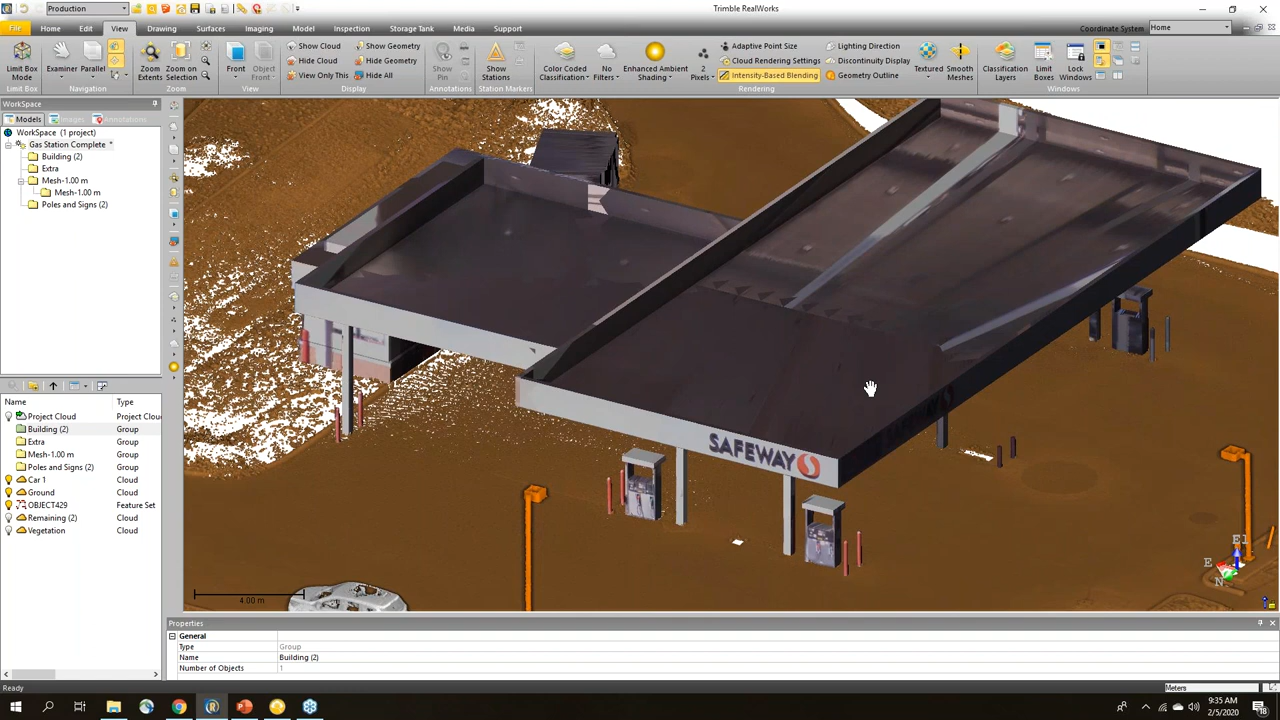 Production
Trimble RealWorks
File Home Edit View Drawing Surfaces Imaging Model Inspection Storage Tank Media Support
Coordinate System Home
Limit Box Mode
Limit Box
Examiner
Parallel
Navigation
Zoom Extents
Zoom on Selection
Zoom
Front
Object Front
View
Show Cloud
Hide Cloud
View Only This
Show Geometry
Hide Geometry
Hide All
Display
Show Pin
Annotations
Show Stations
Station Markers
Color Coded Classification
No Filters
Enhanced Ambient Shading
2 Pixels
Adaptive Point Size
Cloud Rendering Settings
Intensity-Based Blending
Lighting Direction
Discontinuity Display
Geometry Outline
Textured
Smooth Meshes
Rendering
Classification Layers
Limit Boxes
Lock Windows
Windows
WorkSpace
Models Images Annotations
WorkSpace (1 project)
Gas Station Complete *
Building (2)
Extra
Mesh-1.00 m
Mesh-1.00 m
Poles and Signs (2)
Name Type
Project Cloud Project Clou
Building (2) Group
Extra Group
Mesh-1.00 m Group
Poles and Signs (2) Group
Car 1 Cloud
Ground Cloud
OBJECT429 Feature Set
Remaining (2) Cloud
Vegetation Cloud
SAFEWAY
4.00 m
El
E
N
Properties
General
Type Group
Name Building (2)
Number of Objects 1
Ready
Meters
9:35 AM
2/5/2020
18